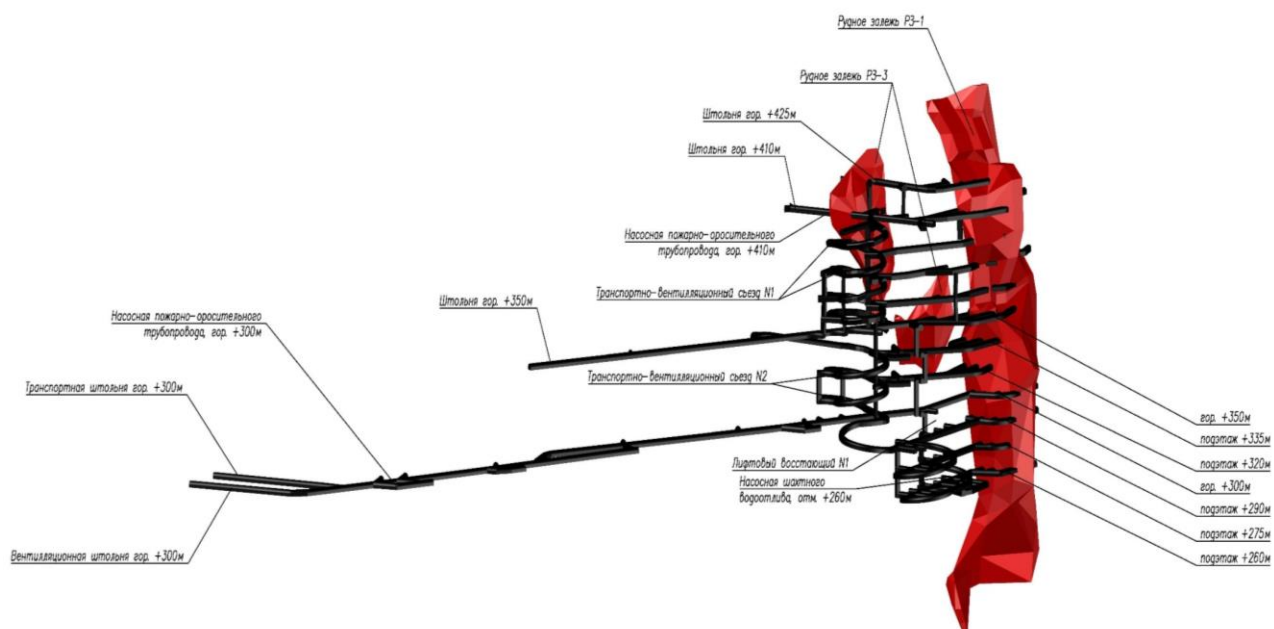 Рудное залежь РЗ-1
Рудное залежь РЗ-3
Штольня гор. +425м
Штольня гор. +410м
Насосная пожарно-оросительного
трубопровода, гор. +410м
Транспортно-вентиляционный съезд N1
Штольня гор. +350м
Насосная пожарно-оросительного
трубопровода, гор. +300м
Транспортно-вентиляционный съезд N2
Транспортная штольня гор. +300м
Вентиляционная штольня гор. +300м
Лифтовый восстающий N1
Насосная шахтного
водоотлива, отм. +260м
гор. +350м
подэтаж +335м
подэтаж +320м
гор. +300м
подэтаж +290м
подэтаж +275м
подэтаж +260м